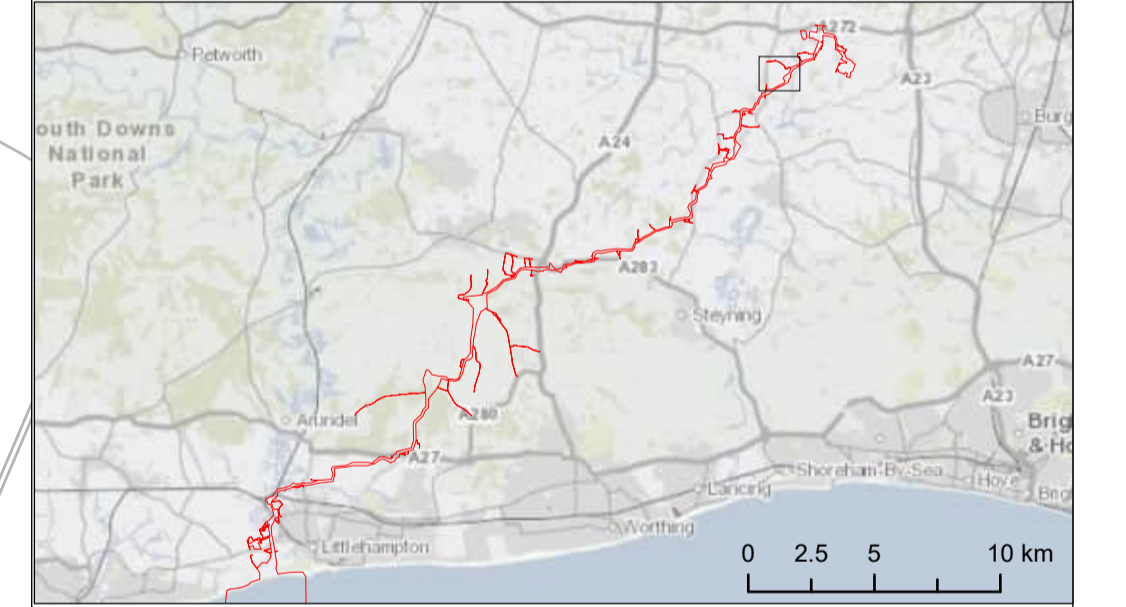 A272
Petworth
A23
Burg
outh Downs
National
Park
A24
A283
Steyning
A27
A23
Arundel
A280
Brig
& Ho
A27
Shoreham-By-Sea
Hove
Lancing
Brig
Worthing
Littlehampton
0 2.5 5 10 km